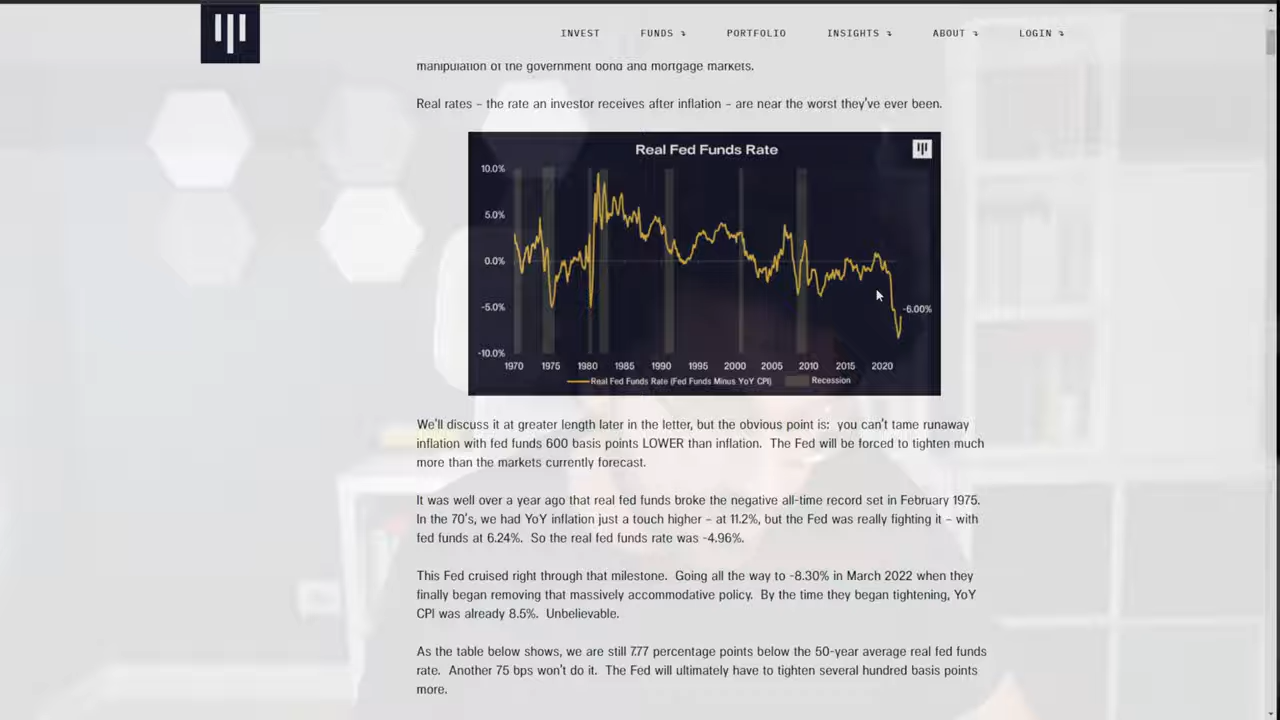 INVEST FUNDS PORTFOLIO INSIGHTS ABOUT LOGIN
manipulation of the government bond and mortgage markets.
Real rates – the rate an investor receives after inflation – are near the worst they've ever been.
Real Fed Funds Rate
10.0%
5.0%
0.0%
-5.0%
-6.00%
-10.0%
1970 1975 1980 1985 1990 1995 2000 2005 2010 2015 2020
Real Fed Funds Rate (Fed Funds Minus YoY CPI) Recession
We'll discuss it at greater length later in the letter, but the obvious point is: you can't tame runaway
inflation with fed funds 600 basis points LOWER than inflation. The Fed will be forced to tighten much
more than the markets currently forecast.
It was well over a year ago that real fed funds broke the negative all-time record set in February 1975.
In the 70's, we had YoY inflation just a touch higher – at 11.2%, but the Fed was really fighting it – with
fed funds at 6.24%. So the real fed funds rate was -4.96%.
This Fed cruised right through that milestone. Going all the way to -8.30% in March 2022 when they
finally began removing that massively accommodative policy. By the time they began tightening, YoY
CPI was already 8.5%. Unbelievable.
As the table below shows, we are still 7.77 percentage points below the 50-year average real fed funds
rate. Another 75 bps won't do it. The Fed will ultimately have to tighten several hundred basis points
more.